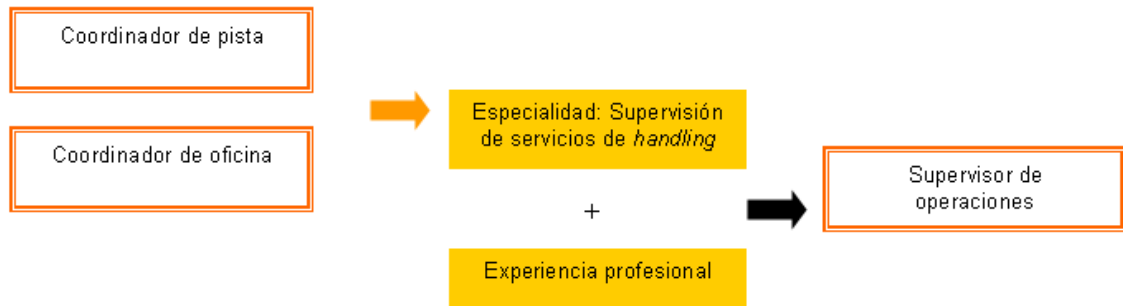 Coordinador de pista
Coordinador de oficina
Especialidad: Supervisión
de servicios de handling
+
Experiencia profesional
Supervisor de
operaciones